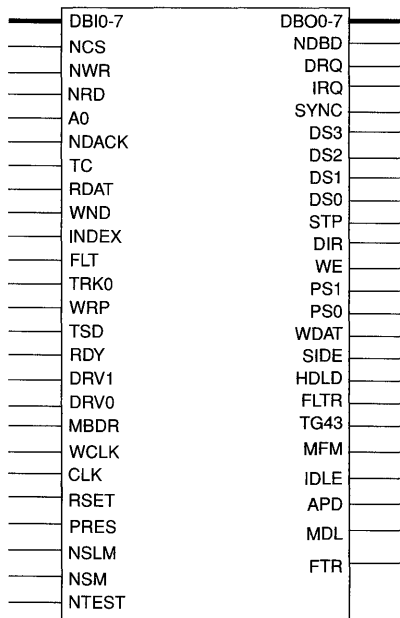 DBI0-7
NCS
NWR
NRD
A0
NDACK
TC
RDAT
WND
INDEX
FLT
TRK0
WRP
TSD
RDY
DRV1
DRV0
MBDR
WCLK
CLK
RSET
PRES
NSLM
NSM
NTEST
DBO0-7
NDBD
DRQ
IRQ
SYNC
DS3
DS2
DS1
DS0
STP
DIR
WE
PS1
PS0
WDAT
SIDE
HDLD
FLTR
TG43
MFM
IDLE
APD
MDL
FTR